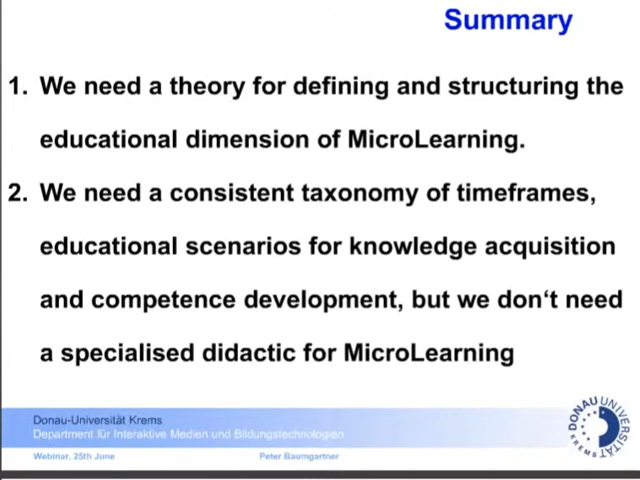 Summary
1. We need a theory for defining and structuring the
educational dimension of MicroLearning.
2. We need a consistent taxonomy of timeframes,
educational scenarios for knowledge acquisition
and competence development, but we don‘t need
a specialised didactic for MicroLearning
Donau-Universität Krems
Department für Interaktive Medien und Bildungstechnologien
Webinar, 25th June
Peter Baumgartner
DONAU UNIVERSITÄT
KREMS